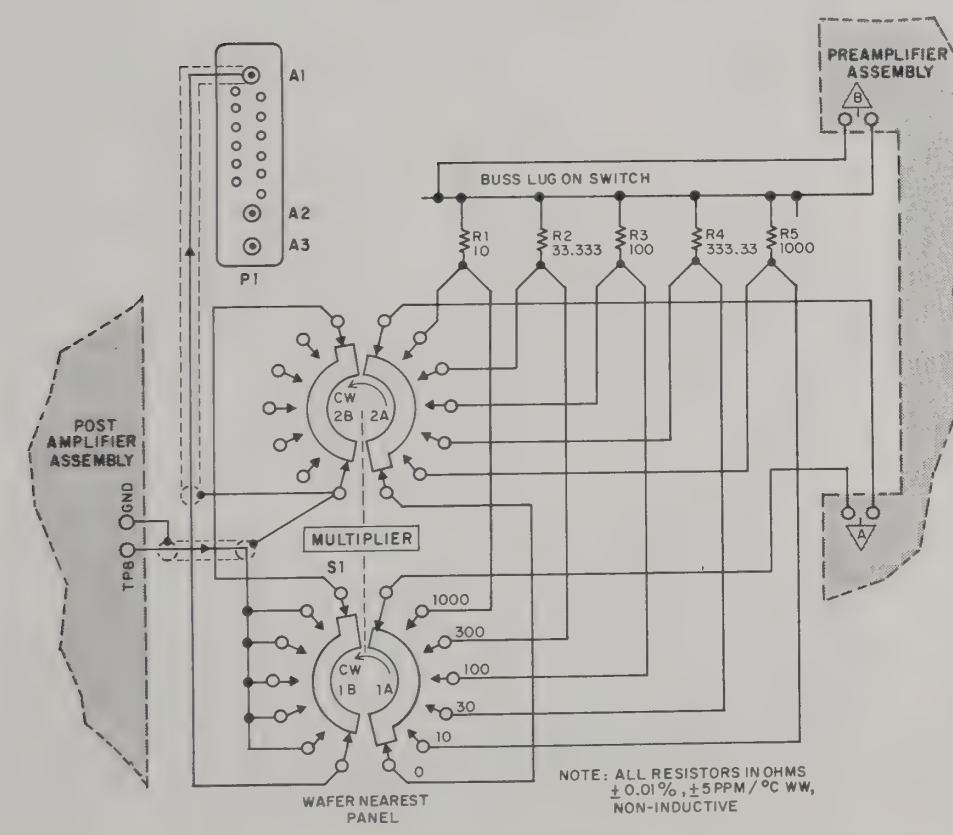 A1
A2
A3
P1
PREAMPLIFIER
ASSEMBLY
B
BUSS LUG ON SWITCH
R1
10
R2
33.333
R3
100
R4
333.33
R5
1000
CW
2B 2A
POST
AMPLIFIER
ASSEMBLY
GND
TPB
MULTIPLIER
S1
A
1000
300
100
30
10
0
CW
1B 1A
WAFER NEAREST
PANEL
NOTE: ALL RESISTORS IN OHMS
± 0.01%, ±5 PPM/°C WW,
NON-INDUCTIVE